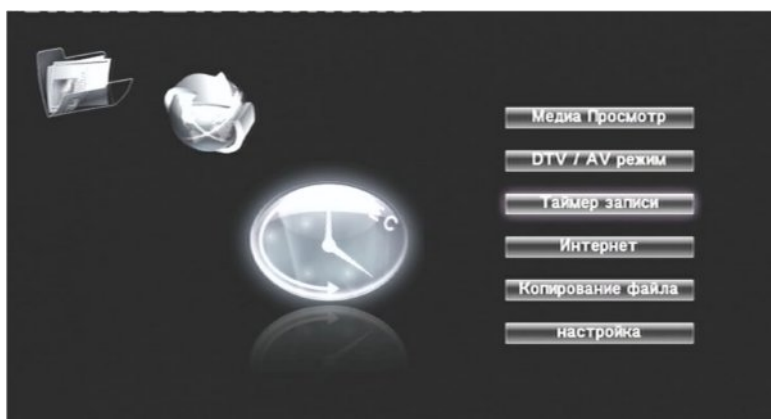 Медиа Просмотр
DTV / AV режим
Таймер записи
Интернет
Копирование файла
настройка